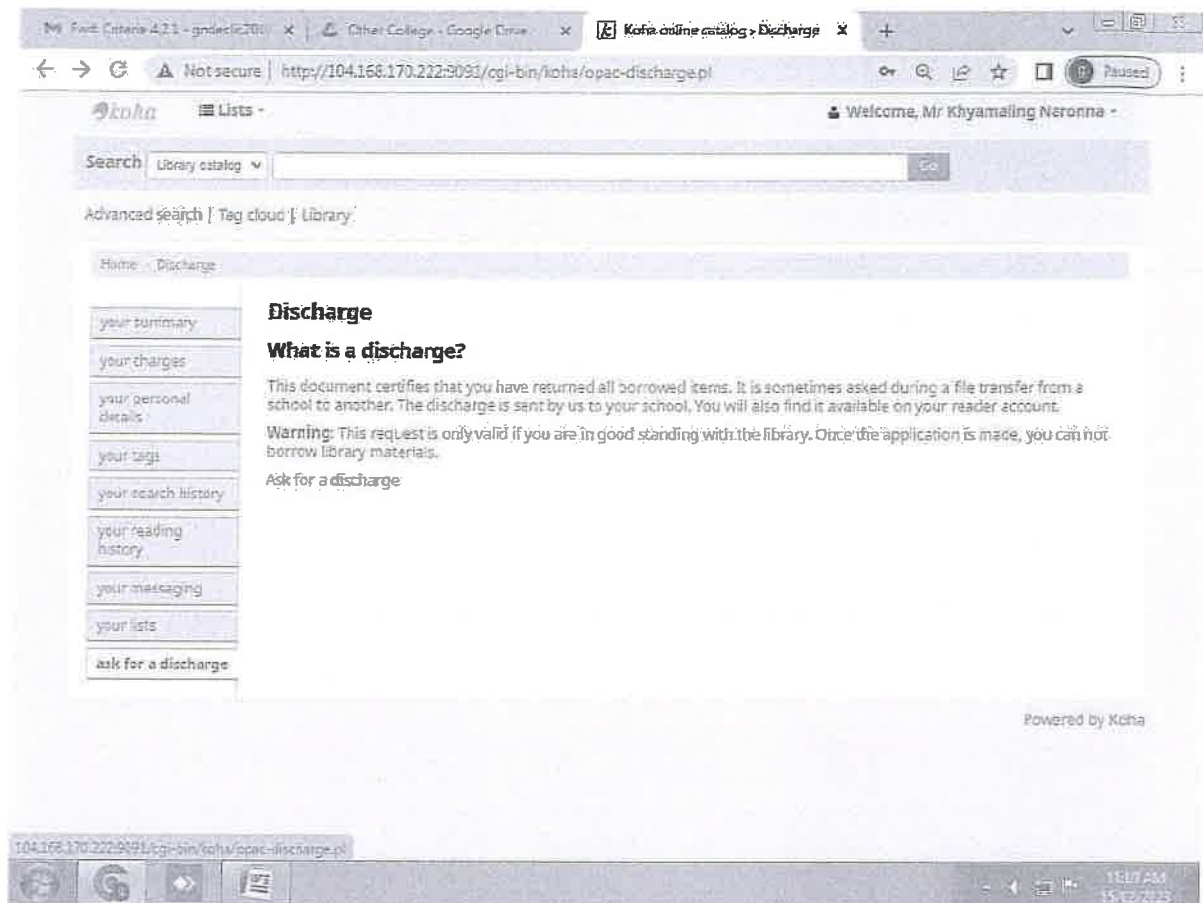 Other College - Google Drive
Koha online catalog › Discharge
Not secure | http://104.168.170.222:9091/cgi-bin/koha/opac-discharge.pl
Paused
koha Lists
Welcome, Mr Khyamaling Naronna
Search Library catalog Go
Advanced search | Tag cloud | Library
Home Discharge
Discharge
What is a discharge?
This document certifies that you have returned all borrowed items. It is sometimes asked during a file transfer from a
school to another. The discharge is sent by us to your school. You will also find it available on your reader account.
Warning: This request is only valid if you are in good standing with the library. Once the application is made, you can not
borrow library materials.
Ask for a discharge
your summary
your charges
your personal
details
your tags
your search history
your reading
history
your messaging
your lists
ask for a discharge
Powered by Koha
104.168.170.222:9091/cgi-bin/koha/opac-discharge.pl